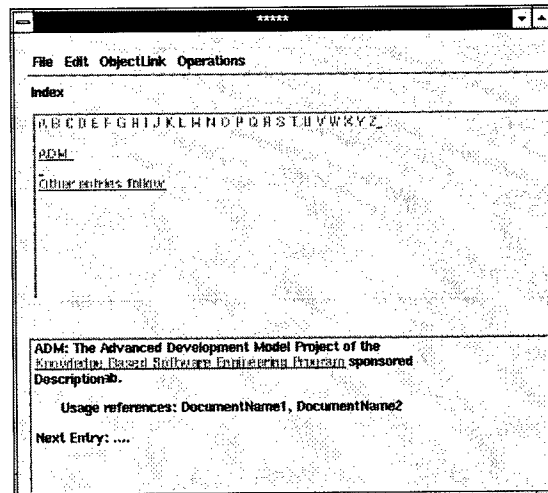 *****
File Edit ObjectLink Operations
Index
A B C D E F G H I J K L M N O P Q R S T U V W X Y Z
ADM
Other entries follow
ADM: The Advanced Development Model Project of the
Knowledge Based Software Engineering Program sponsored
Description.
Usage references: DocumentName1, DocumentName2
Next Entry: ....